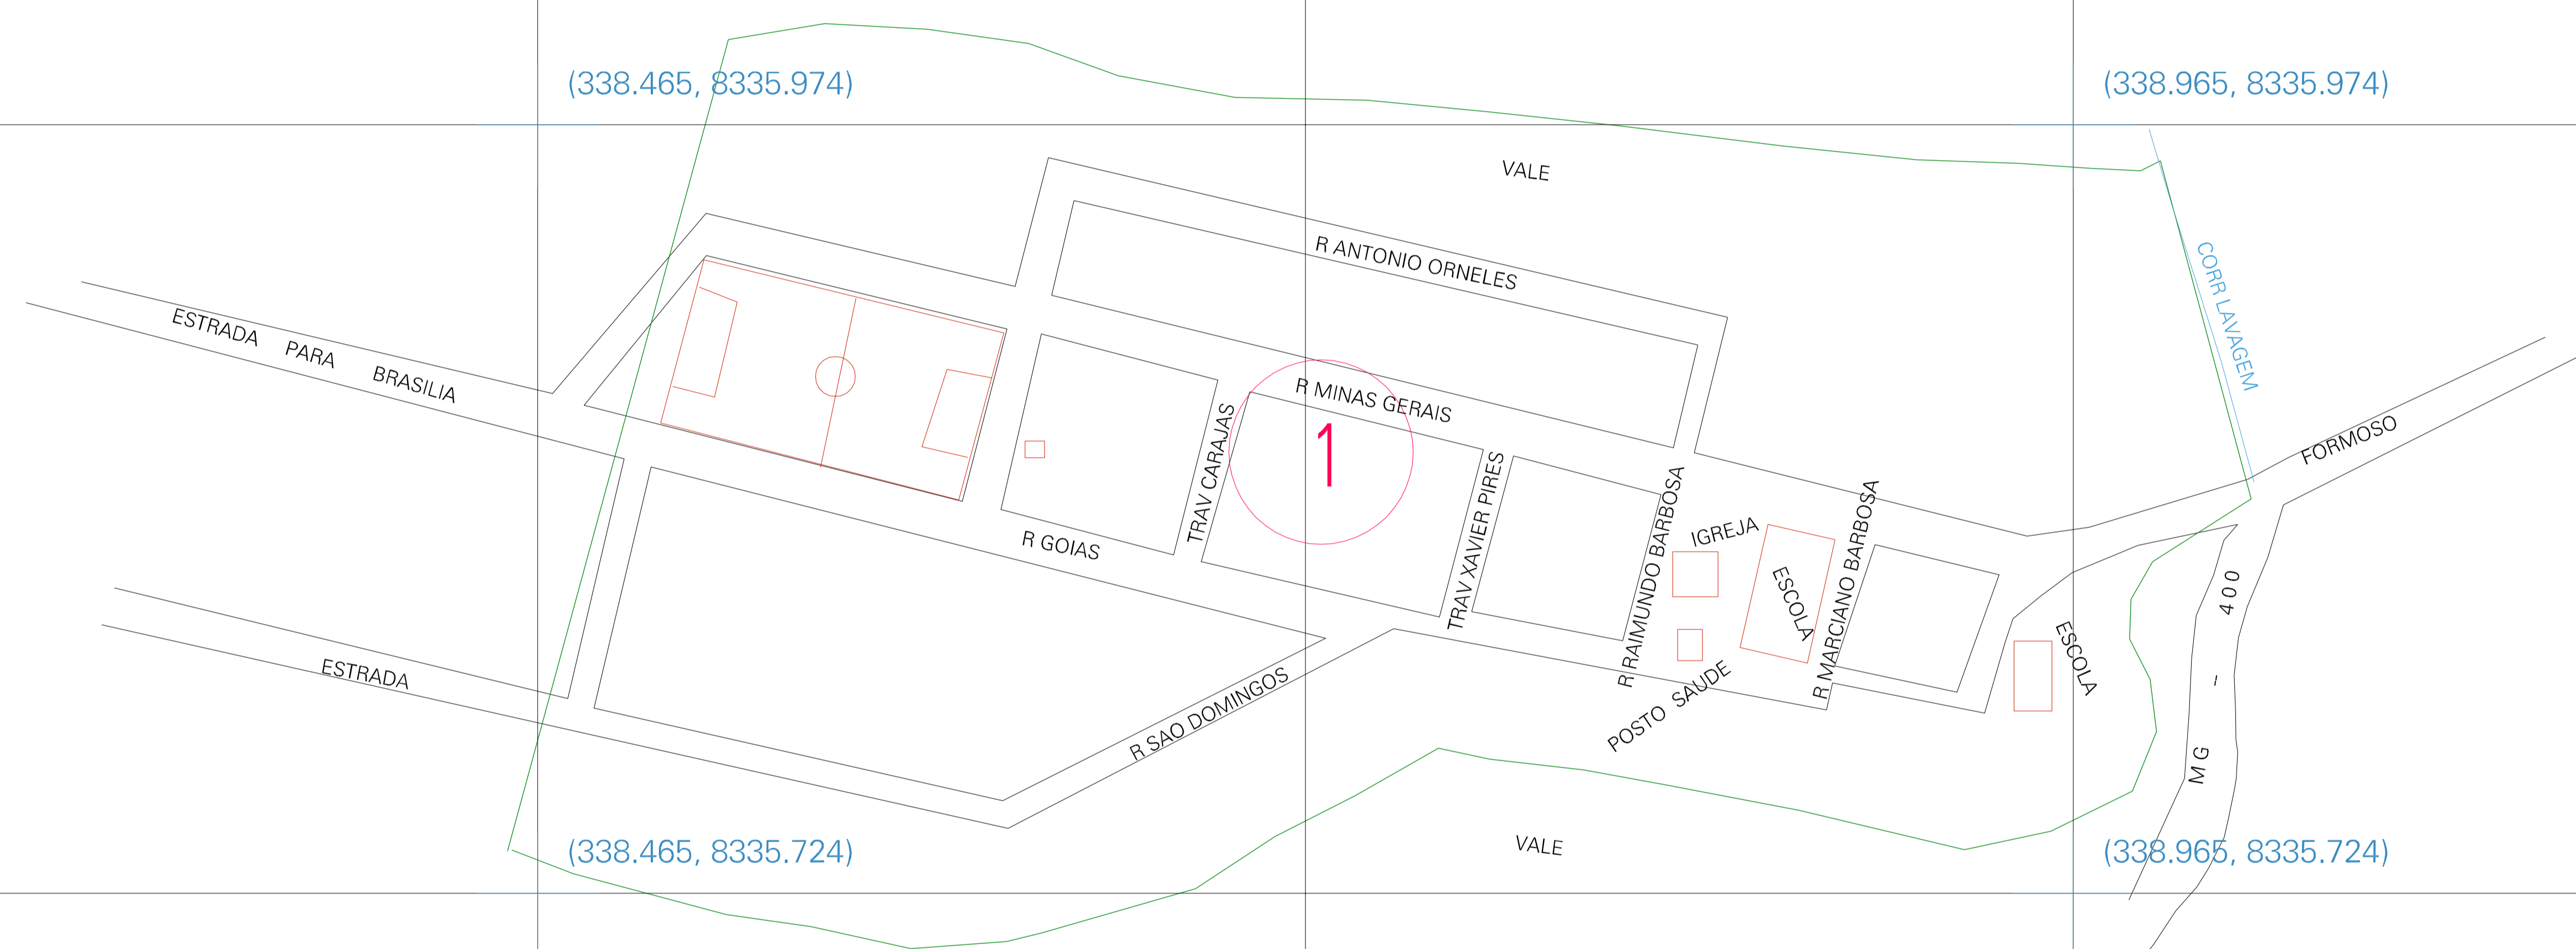 (338.465, 8335.974)
(338.965, 8335.974)
VALE
R ANTONIO ORNELES
CORR LAVAGEM
ESTRADA PARA BRASILIA
R MINAS GERAIS
TRAV CARAJAS
1
FORMOSO
TRAV XAVIER PIRES
R RAIMUNDO BARBOSA
IGREJA
R MARCIANO BARBOSA
R GOIAS
ESCOLA
ESCOLA
MG - 400
ESTRADA
R SAO DOMINGOS
POSTO SAUDE
VALE
(338.465, 8335.724)
(338.965, 8335.724)